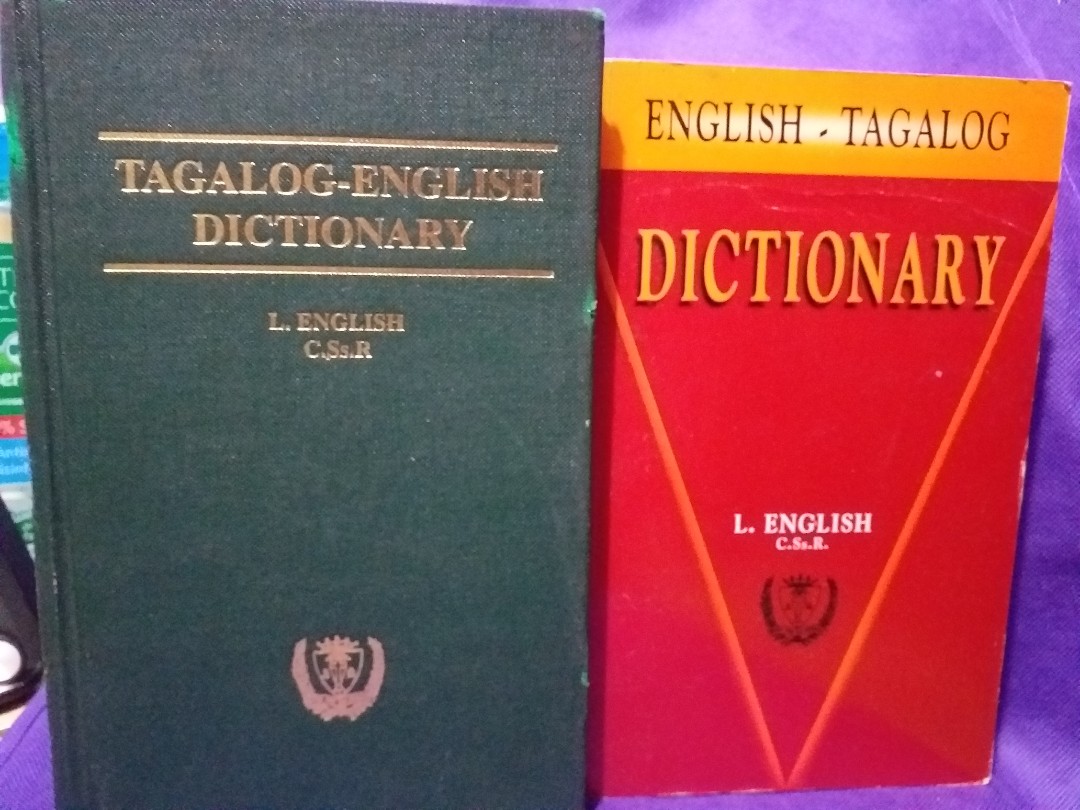 TAGALOG-ENGLISH
DICTIONARY
L. ENGLISH
C.Ss.R
ENGLISH - TAGALOG
DICTIONARY
L. ENGLISH
C.Ss.R.